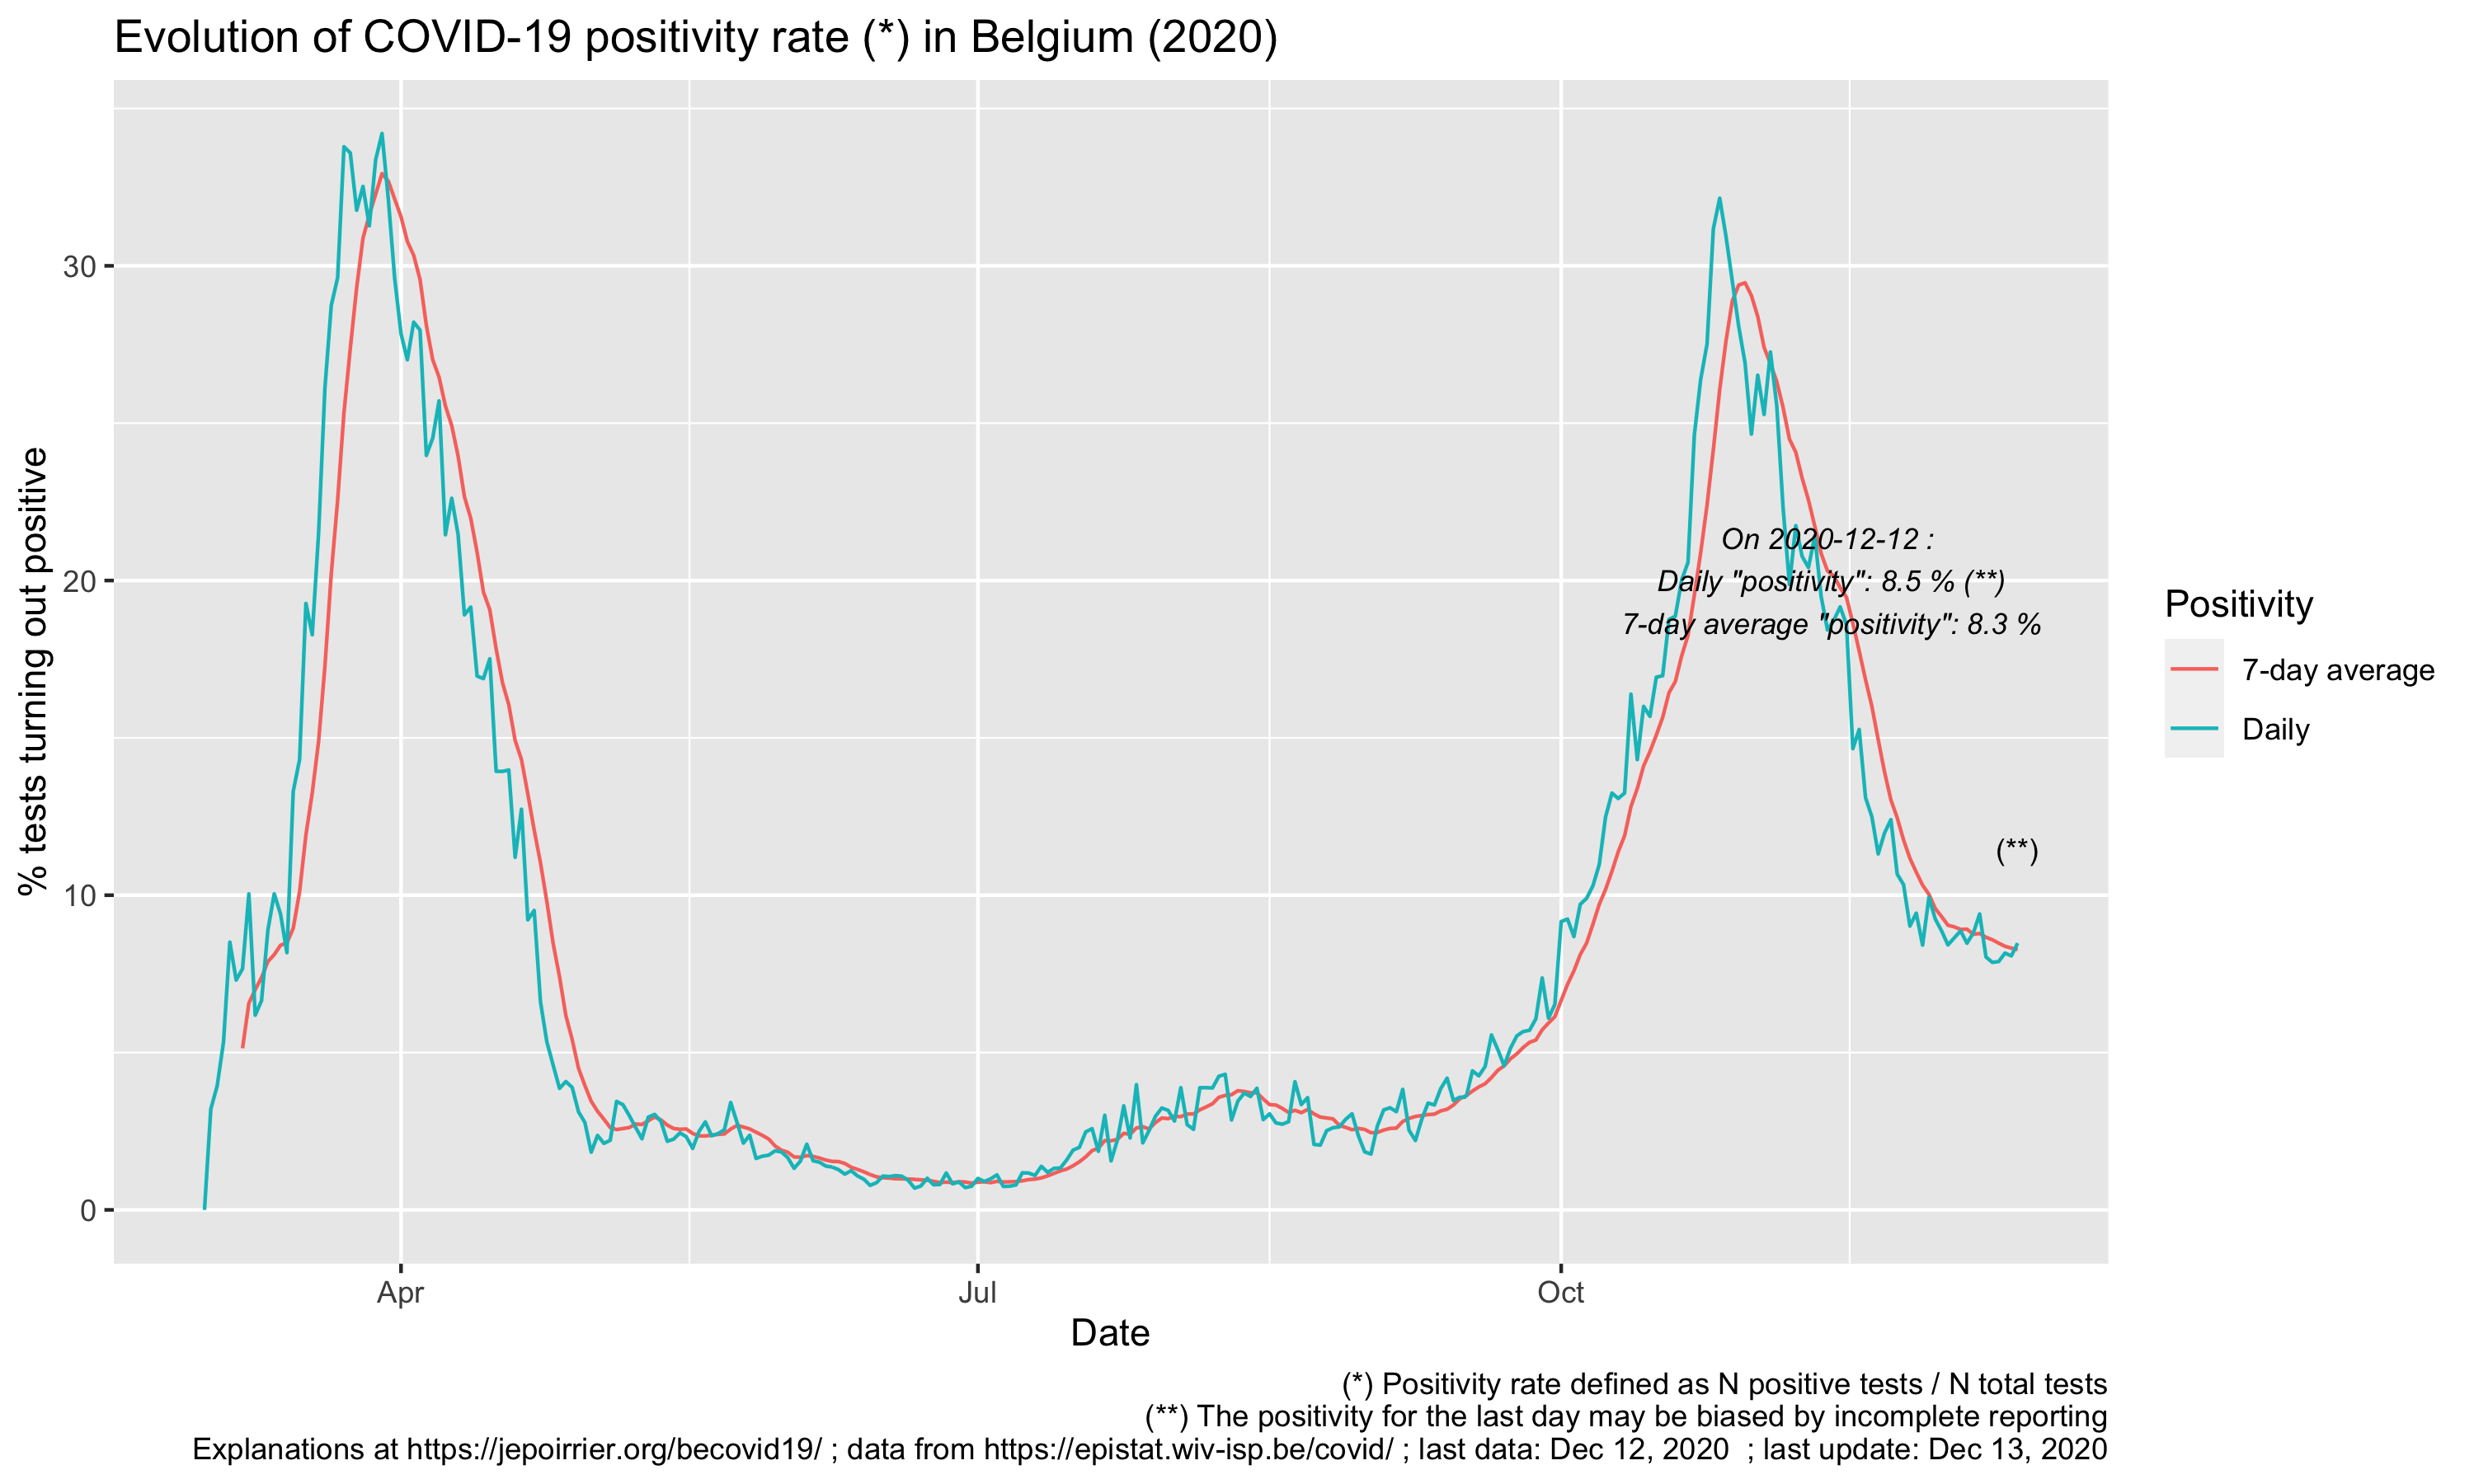 Evolution of COVID-19 positivity rate (*) in Belgium (2020)
% tests turning out positive
30
20
10
0
On 2020-12-12 :
Daily "positivity": 8.5 % (**)
7-day average "positivity": 8.3 %
(**)
Positivity
7-day average
Daily
Apr
Jul
Oct
Date
(*) Positivity rate defined as N positive tests / N total tests
(**) The positivity for the last day may be biased by incomplete reporting
Explanations at https://jepoirrier.org/becovid19/ ; data from https://epistat.wiv-isp.be/covid/ ; last data: Dec 12, 2020  ; last update: Dec 13, 2020